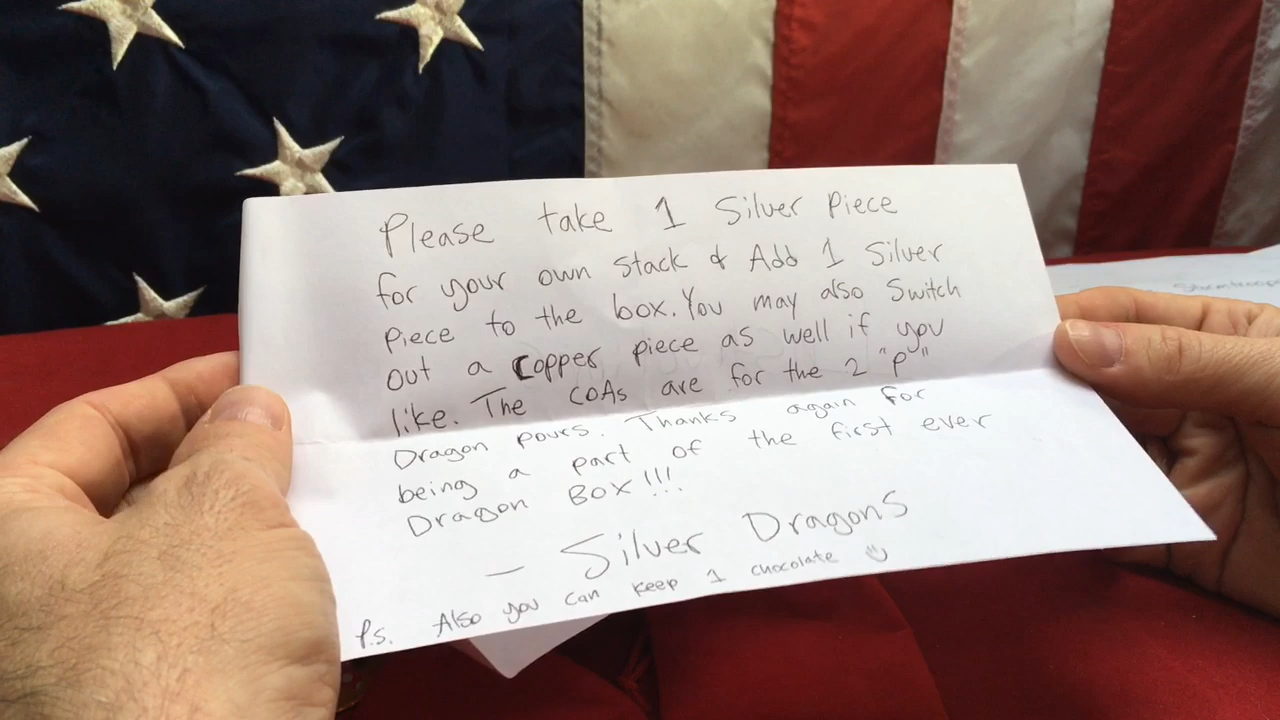 Please take 1 Silver Piece
for your own stack & Add 1 Silver
piece to the box. You may also Switch
out a Copper piece as well if you
like. The COAs are for the 2 "P"
Dragon pours. Thanks again for
being a part of the first ever
Dragon BOX!!!
— Silver Dragons
P.s. Also you can keep 1 chocolate